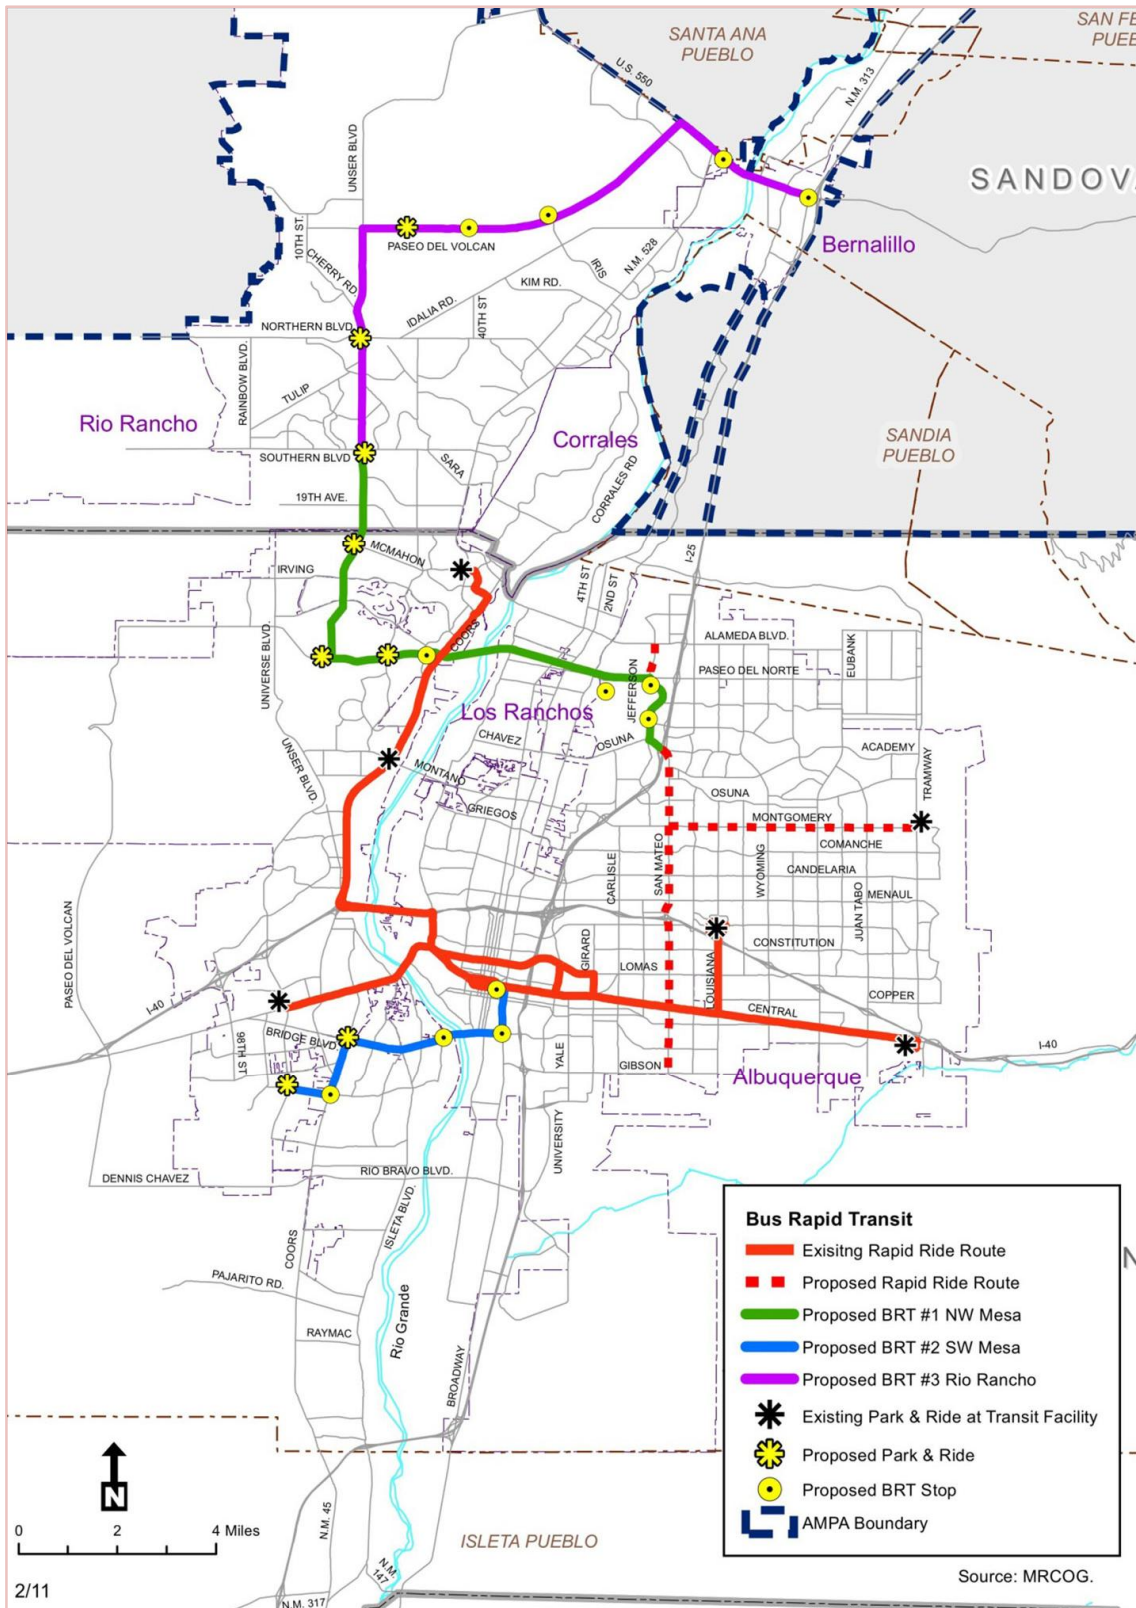 SANTA ANA
PUEBLO
SAN FE
PUEB
U.S. 550
N.M. 313
UNSER BLVD
SANDOVA
10TH ST.
PASEO DEL VOLCAN
Bernalillo
CHERRY RD.
IRIS
N.M. 528
KIM RD.
IDALIA RD.
40TH ST
NORTHERN BLVD
RAINBOW BLVD.
TULIP
Rio Rancho
Corrales
SANDIA
PUEBLO
SOUTHERN BLVD
SARA
CORRALES RD
19TH AVE.
MCMAHON
I-25
IRVING
4TH ST
2ND ST
UNIVERSE BLVD.
COORS
ALAMEDA BLVD.
EUBANK
PASEO DEL NORTE
JEFFERSON
Los Ranchos
CHAVEZ
OSUNA
ACADEMY
UNSER BLVD.
MONTANO
TRAMWAY
OSUNA
GRIEGOS
MONTGOMERY
COMANCHE
CARLISLE
SAN MATEO
WYOMING
CANDELARIA
MENAUL
JUAN TABO
PASEO DEL VOLCAN
GIRARD
CONSTITUTION
LOMAS
LOUISIANA
COPPER
I-40
CENTRAL
98TH ST
BRIDGE BLVD
YALE
GIBSON
I-40
Albuquerque
UNIVERSITY
DENNIS CHAVEZ
RIO BRAVO BLVD.
ISLETA BLVD.
COORS
PAJARITO RD.
Rio Grande
RAYMAC
BROADWAY
Bus Rapid Transit
Exisitng Rapid Ride Route
N
Proposed Rapid Ride Route
Proposed BRT #1 NW Mesa
Proposed BRT #2 SW Mesa
Proposed BRT #3 Rio Rancho
Existing Park & Ride at Transit Facility
Proposed Park & Ride
Proposed BRT Stop
AMPA Boundary
N
0 2 4 Miles
N.M. 45
ISLETA PUEBLO
N.M.
147
Source: MRCOG.
2/11
N.M. 317